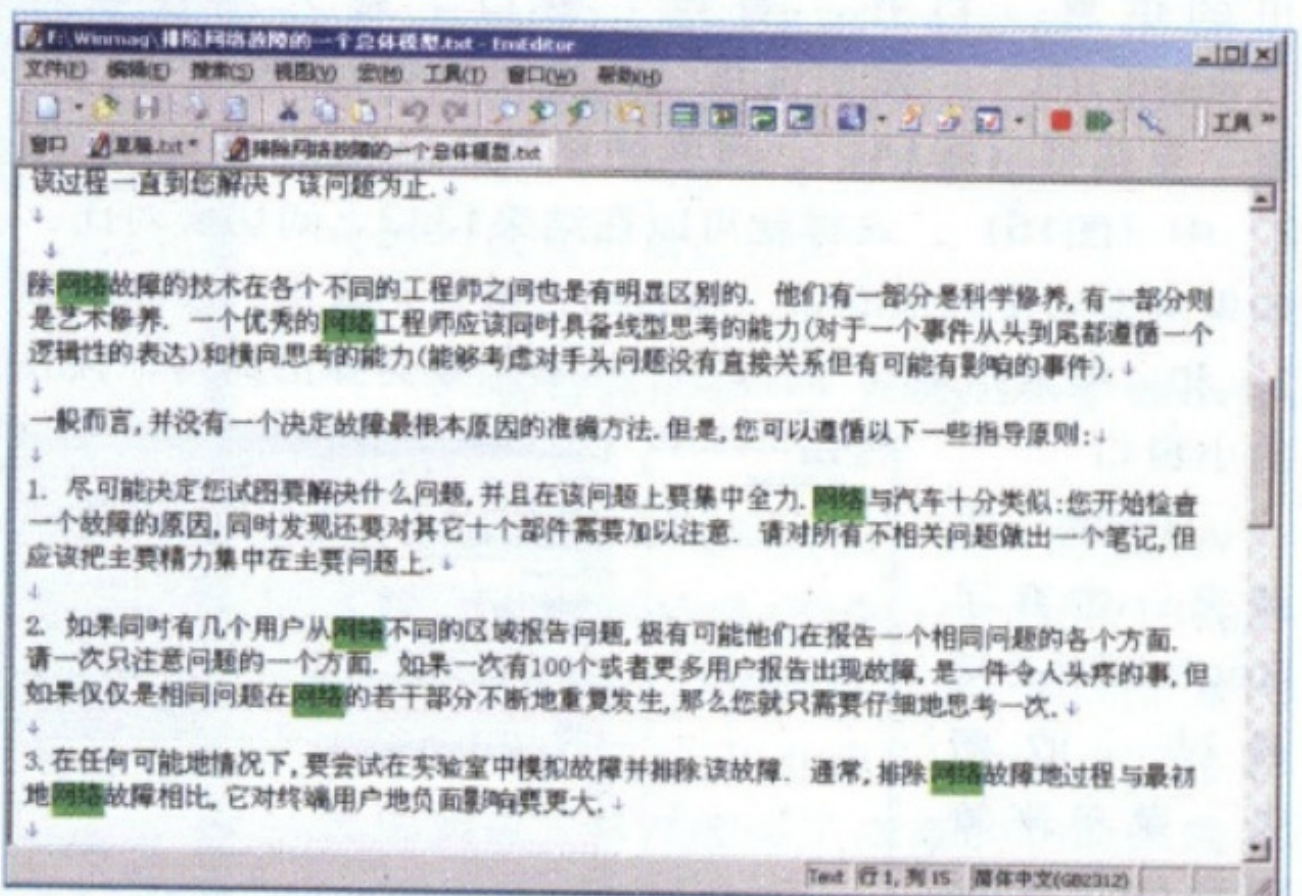 F:\Winmag\排除网络故障的一个总体模型.txt - EmEditor
文件(F) 编辑(E) 搜索(S) 视图(V) 宏(M) 工具(T) 窗口(W) 帮助(H)
工具 »
窗口 草稿.txt * 排除网络故障的一个总体模型.txt
该过程一直到您解决了该问题为止.↓
↓
↓
除网络故障的技术在各个不同的工程师之间也是有明显区别的. 他们有一部分是科学修养,有一部分则
是艺术修养. 一个优秀的网络工程师应该同时具备线型思考的能力(对于一个事件从头到尾都遵循一个
逻辑性的表达)和横向思考的能力(能够考虑对手头问题没有直接关系但有可能有影响的事件).↓
↓
一般而言,并没有一个决定故障最根本原因的准确方法.但是,您可以遵循以下一些指导原则:↓
↓
1. 尽可能决定您试图要解决什么问题,并且在该问题上要集中全力.网络与汽车十分类似:您开始检查
一个故障的原因,同时发现还要对其它十个部件需要加以注意. 请对所有不相关问题做出一个笔记,但
应该把主要精力集中在主要问题上.↓
↓
2. 如果同时有几个用户从网络不同的区域报告问题,极有可能他们在报告一个相同问题的各个方面.
请一次只注意问题的一个方面. 如果一次有100个或者更多用户报告出现故障,是一件令人头疼的事,但
如果仅仅是相同问题在网络的若干部分不断地重复发生,那么您就只需要仔细地思考一次.↓
↓
3.在任何可能地情况下,要尝试在实验室中模拟故障并排除该故障. 通常,排除网络故障地过程与最初
地网络故障相比,它对终端用户地负面影响要更大.↓
↓
Text 行 1, 列 15 简体中文(GB2312)